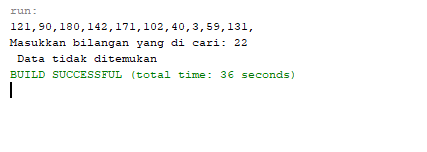 run:
121,90,180,142,171,102,40,3,59,131,
Masukkan bilangan yang di cari: 22
Data tidak ditemukan
BUILD SUCCESSFUL (total time: 36 seconds)